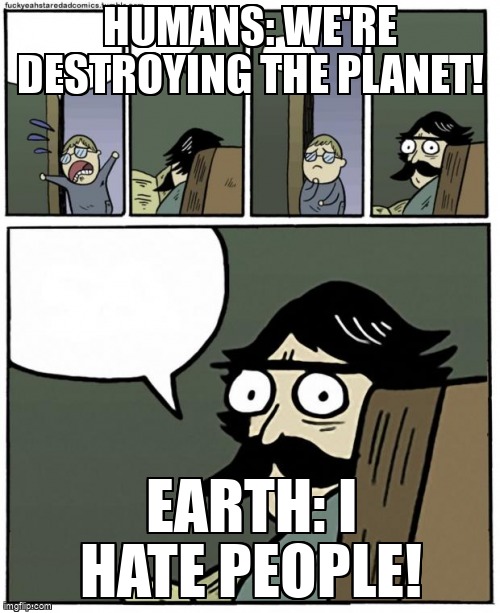 fuckyeahstaredadcomics.tumblr.com
HUMANS: WE'RE
DESTROYING THE PLANET!
EARTH: I
HATE PEOPLE!
imgflip.com